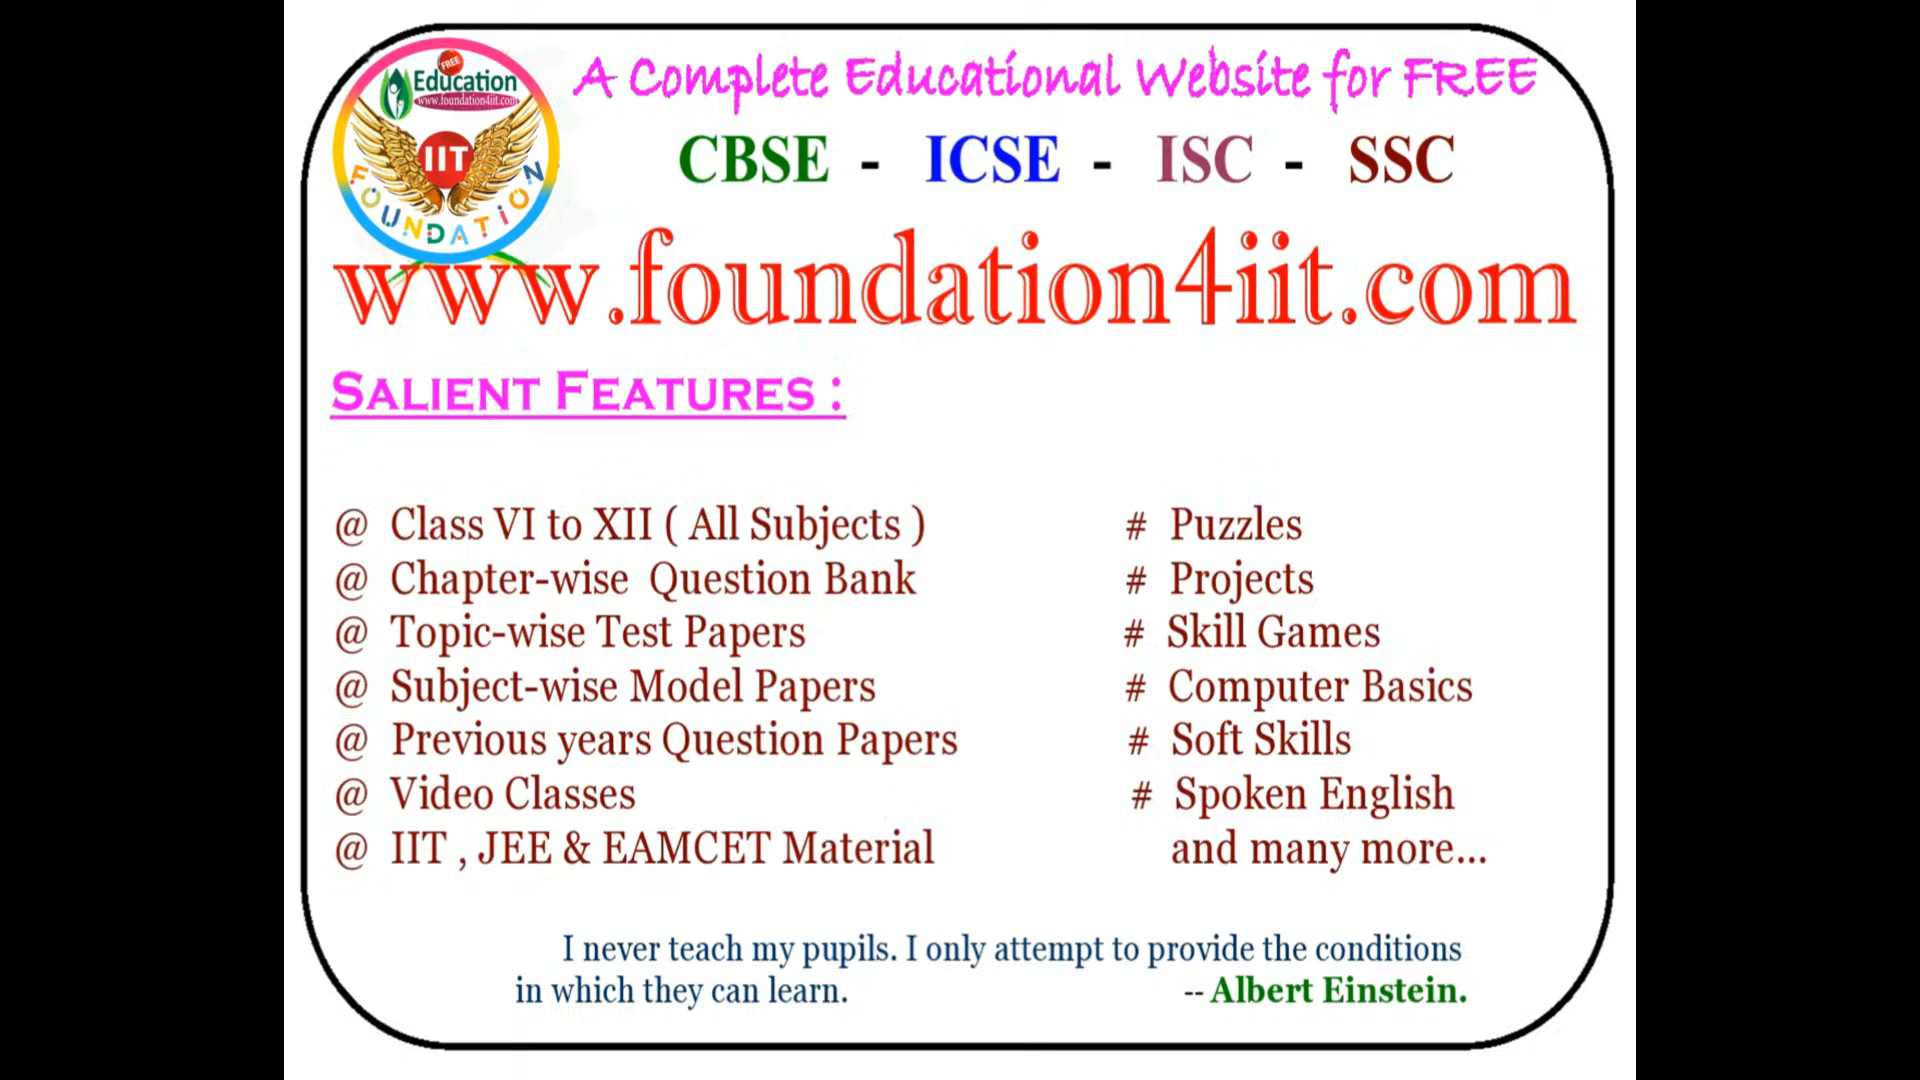 FREE
Education
www.foundation4iit.com
IIT
FOUNDATION
A Complete Educational Website for FREE
CBSE - ICSE - ISC - SSC
www.foundation4iit.com
SALIENT FEATURES :
@ Class VI to XII ( All Subjects )
@ Chapter-wise Question Bank
@ Topic-wise Test Papers
@ Subject-wise Model Papers
@ Previous years Question Papers
@ Video Classes
@ IIT , JEE & EAMCET Material
# Puzzles
# Projects
# Skill Games
# Computer Basics
# Soft Skills
# Spoken English
and many more...
I never teach my pupils. I only attempt to provide the conditions
in which they can learn. -- Albert Einstein.